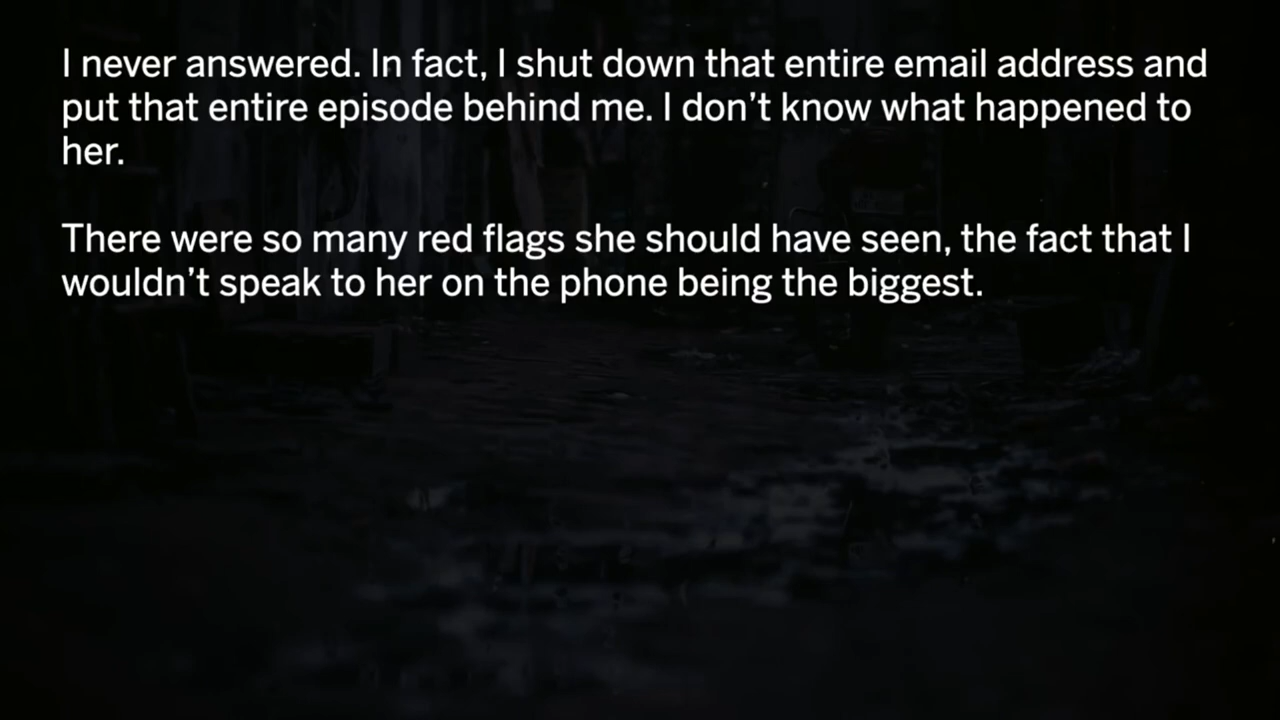 I never answered. In fact, I shut down that entire email address and
put that entire episode behind me. I don’t know what happened to
her.
There were so many red flags she should have seen, the fact that I
wouldn’t speak to her on the phone being the biggest.